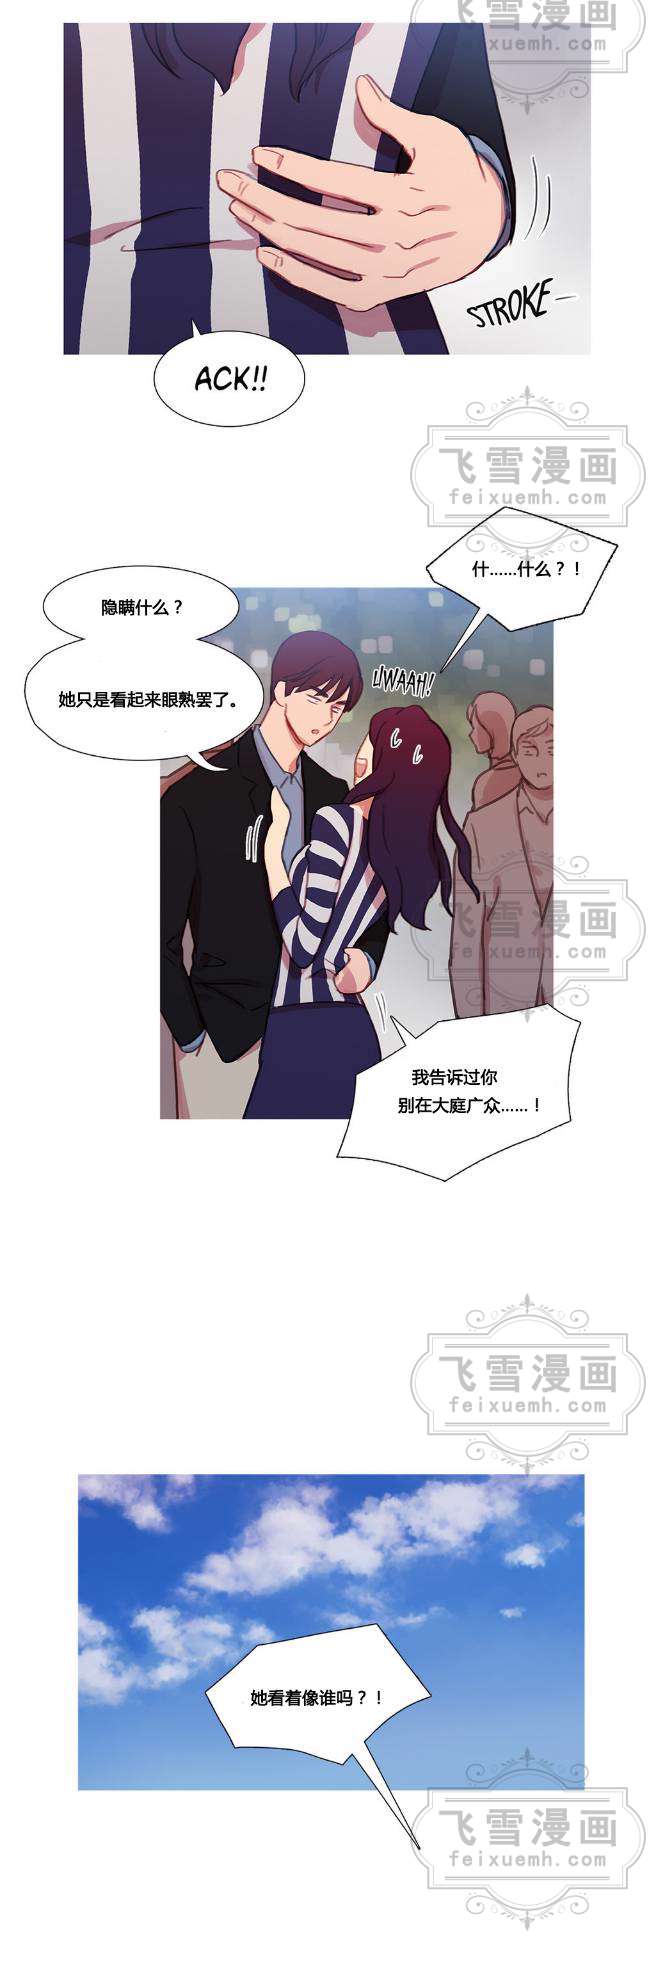 飞雪漫画
feixuemh.com
STROKE
ACK!!
飞雪漫画
feixuemh.com
什……什么？！
隐瞒什么？
她只是看起来眼熟罢了。
UWAAH!
飞雪漫画
feixuemh.com
我告诉过你
别在大庭广众……！
飞雪漫画
feixuemh.com
她看着像谁吗？！
飞雪漫画
feixuemh.com